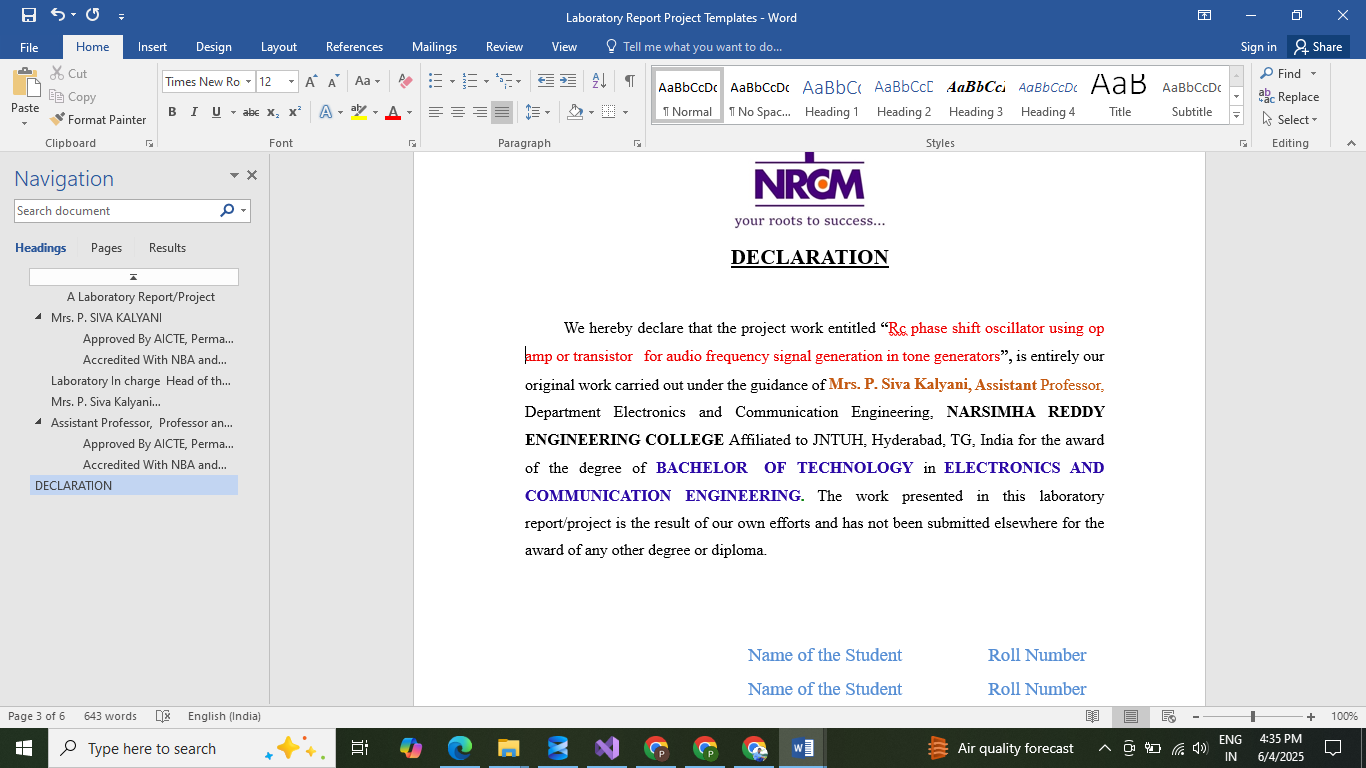 Laboratory Report Project Templates - Word
File Home Insert Design Layout References Mailings Review View Tell me what you want to do... Sign in Share
Paste
Cut
Copy
Format Painter
Clipboard
Times New Ro 12
Aa
B I U abc x₂ x² A A
Font
Paragraph
AaBbCcDc AaBbCcDc AaBbCc AaBbCcD AaBbCcI AaBbCcDc AaB AaBbCcDc
¶ Normal ¶ No Spac... Heading 1 Heading 2 Heading 3 Heading 4 Title Subtitle
Styles
Find
Replace
Select
Editing
Navigation
Search document
Headings Pages Results
A Laboratory Report/Project
Mrs. P. SIVA KALYANI
Approved By AICTE, Perma...
Accredited With NBA and...
Laboratory In charge Head of th...
Mrs. P. Siva Kalyani...
Assistant Professor, Professor an...
Approved By AICTE, Perma...
Accredited With NBA and...
DECLARATION
NRCM
your roots to success...
DECLARATION
We hereby declare that the project work entitled “Rc phase shift oscillator using op
amp or transistor for audio frequency signal generation in tone generators”, is entirely our
original work carried out under the guidance of Mrs. P. Siva Kalyani, Assistant Professor,
Department Electronics and Communication Engineering, NARSIMHA REDDY
ENGINEERING COLLEGE Affiliated to JNTUH, Hyderabad, TG, India for the award
of the degree of BACHELOR OF TECHNOLOGY in ELECTRONICS AND
COMMUNICATION ENGINEERING. The work presented in this laboratory
report/project is the result of our own efforts and has not been submitted elsewhere for the
award of any other degree or diploma.
Name of the Student Roll Number
Name of the Student Roll Number
Page 3 of 6 643 words English (India) 100%
Type here to search
Air quality forecast
ENG
IN
4:35 PM
6/4/2025